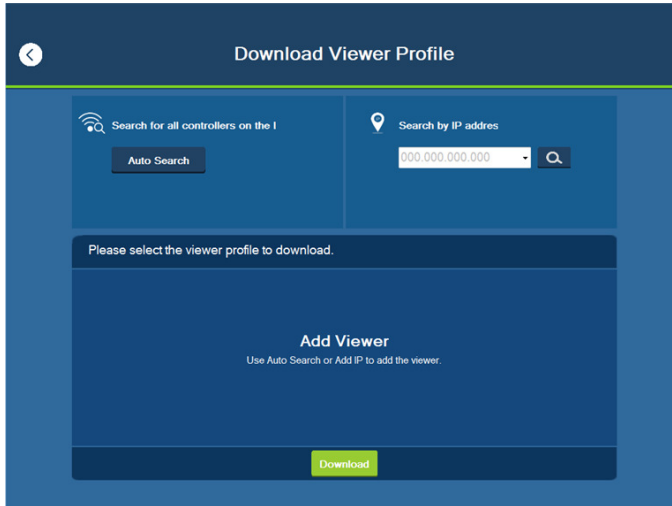 Download Viewer Profile
Search for all controllers on the l
Auto Search
Search by IP addres
000.000.000.000
Please select the viewer profile to download.
Add Viewer
Use Auto Search or Add IP to add the viewer.
Download